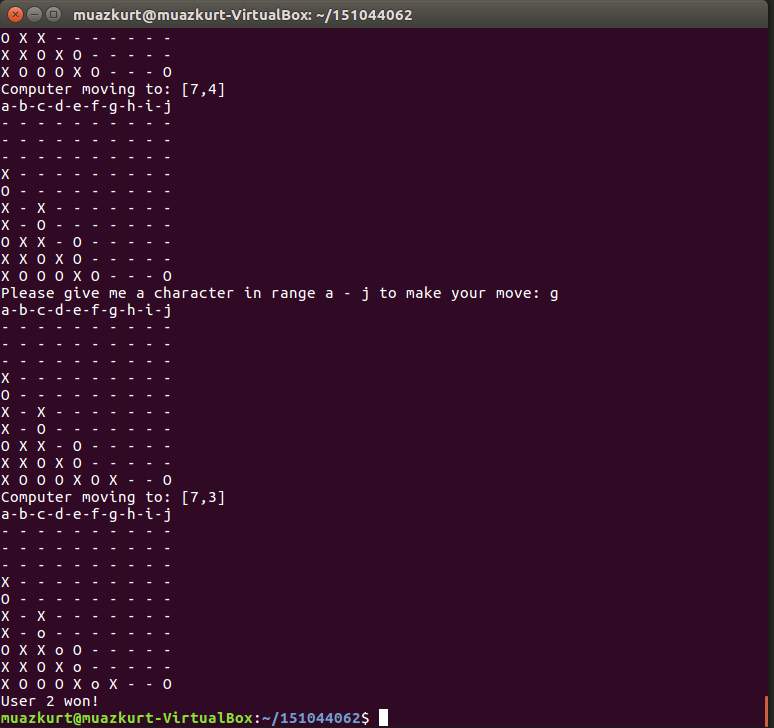 muazkurt@muazkurt-VirtualBox: ~/151044062
O X X - - - - - - -
X X O X O - - - - -
X O O O X O - - - O
Computer moving to: [7,4]
a-b-c-d-e-f-g-h-i-j
- - - - - - - - - -
- - - - - - - - - -
- - - - - - - - - -
X - - - - - - - - -
O - - - - - - - - -
X - X - - - - - - -
X - O - - - - - - -
O X X - O - - - - -
X X O X O - - - - -
X O O O X O - - - O
Please give me a character in range a - j to make your move: g
a-b-c-d-e-f-g-h-i-j
- - - - - - - - - -
- - - - - - - - - -
- - - - - - - - - -
X - - - - - - - - -
O - - - - - - - - -
X - X - - - - - - -
X - O - - - - - - -
O X X - O - - - - -
X X O X O - - - - -
X O O O X O X - - O
Computer moving to: [7,3]
a-b-c-d-e-f-g-h-i-j
- - - - - - - - - -
- - - - - - - - - -
- - - - - - - - - -
X - - - - - - - - -
O - - - - - - - - -
X - X - - - - - - -
X - o - - - - - - -
O X X o O - - - - -
X X O X o - - - - -
X O O O X o X - - O
User 2 won!
muazkurt@muazkurt-VirtualBox:~/151044062$